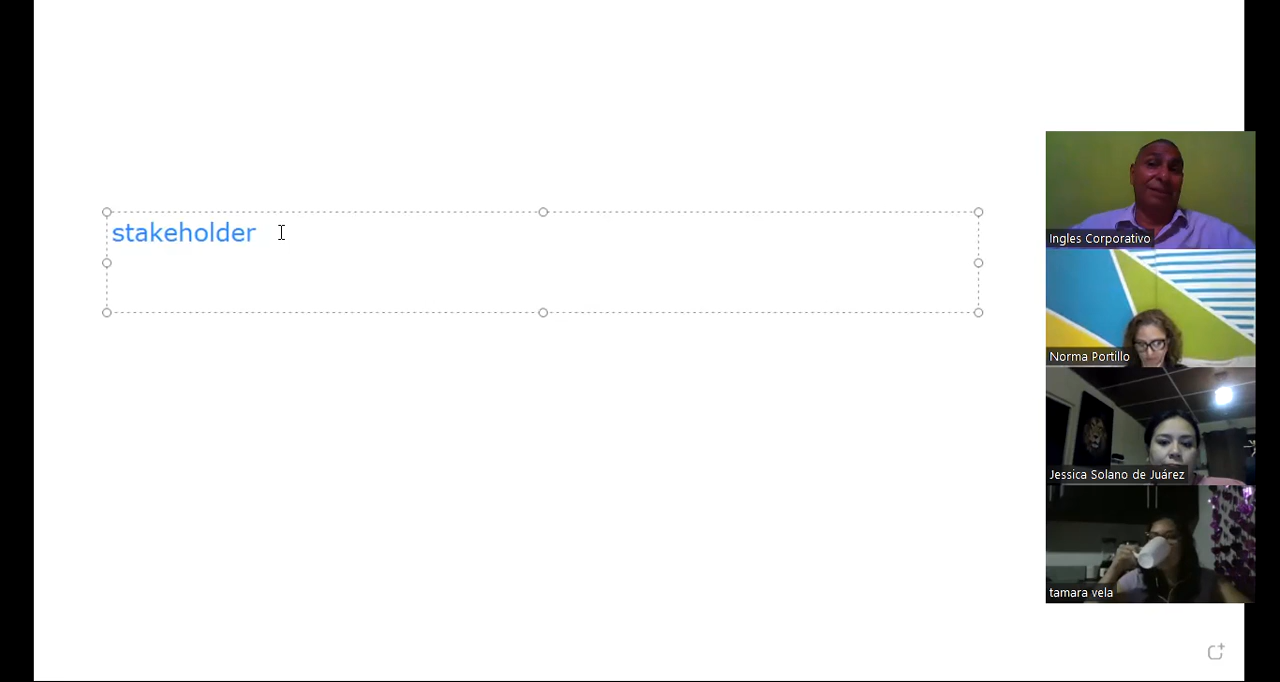 stakeholder
Ingles Corporativo
Norma Portillo
Jessica Solano de Juárez
tamara vela